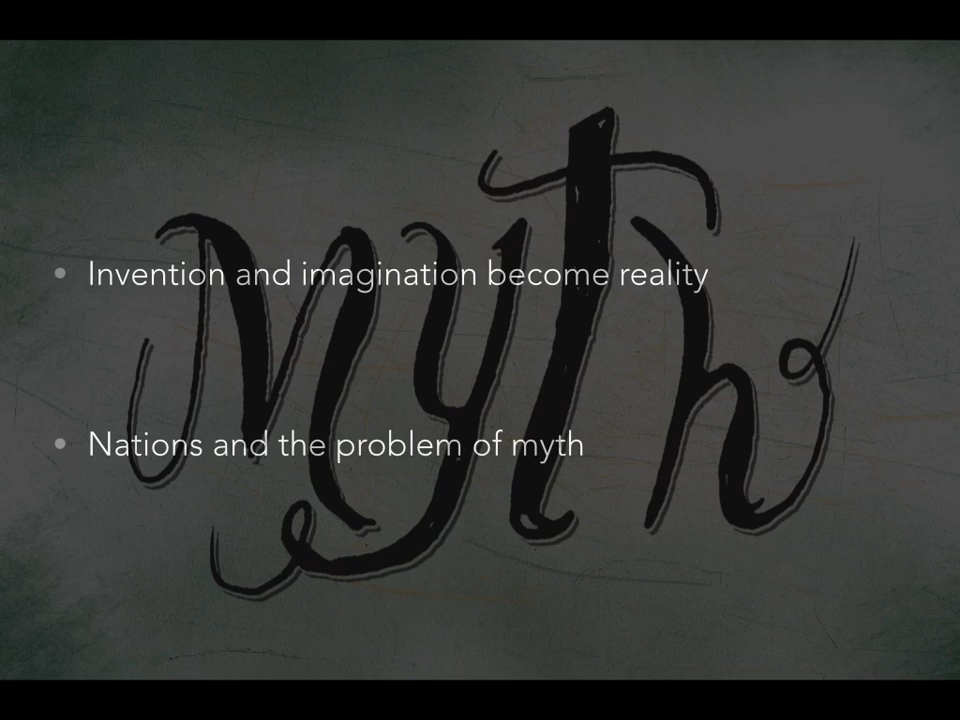 Myth
• Invention and imagination become reality
• Nations and the problem of myth